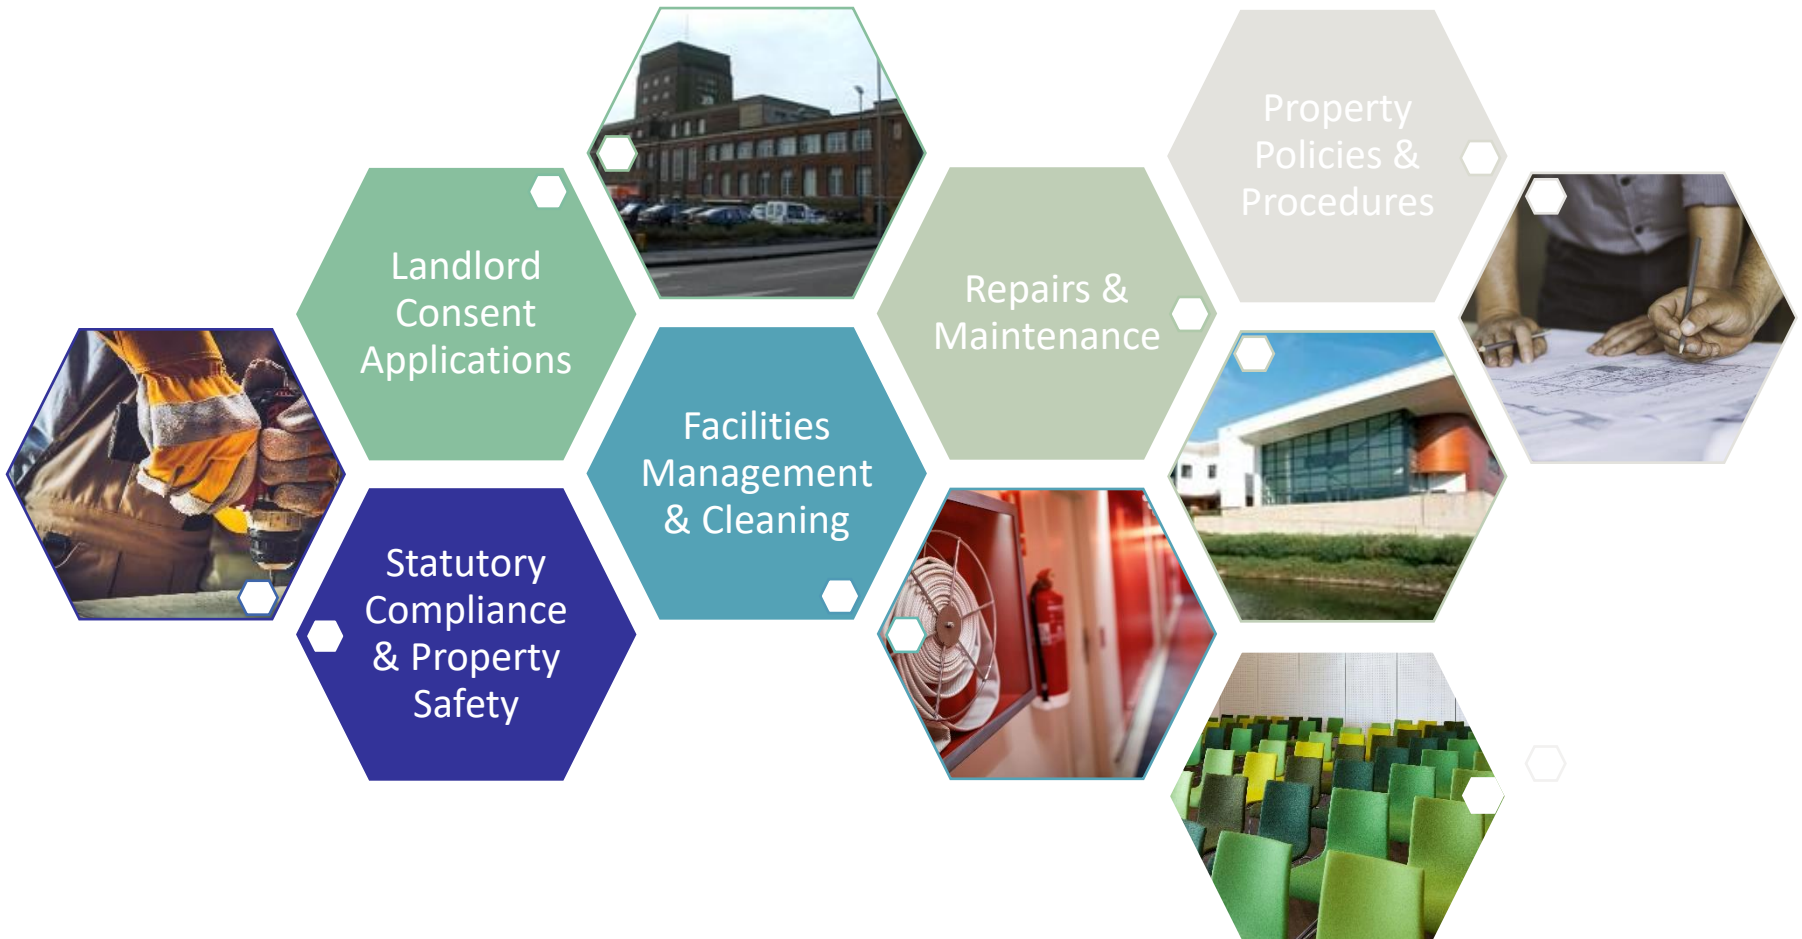 Landlord
Consent
Applications
Statutory
Compliance
& Property
Safety
Facilities
Management
& Cleaning
Repairs &
Maintenance
Property
Policies &
Procedures